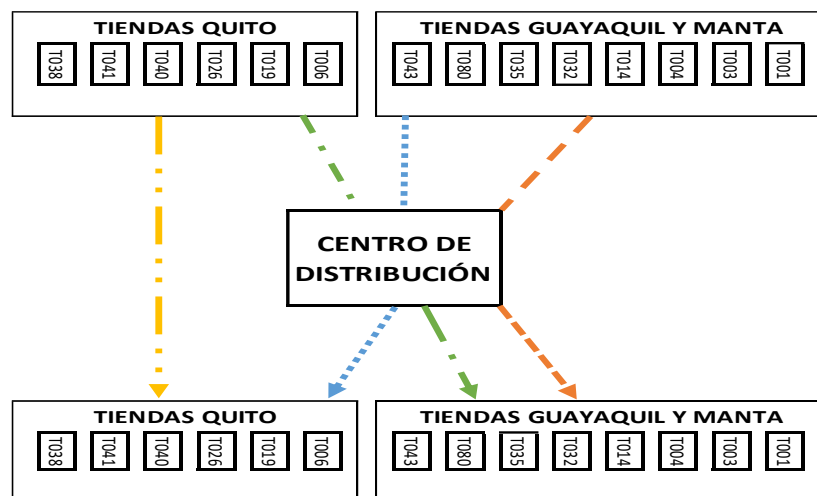 TIENDAS QUITO
T038 T041 T040 T026 T019 T006
TIENDAS GUAYAQUIL Y MANTA
T043 T080 T035 T032 T014 T004 T003 T001
CENTRO DE
DISTRIBUCIÓN
TIENDAS QUITO
T038 T041 T040 T026 T019 T006
TIENDAS GUAYAQUIL Y MANTA
T043 T080 T035 T032 T014 T004 T003 T001